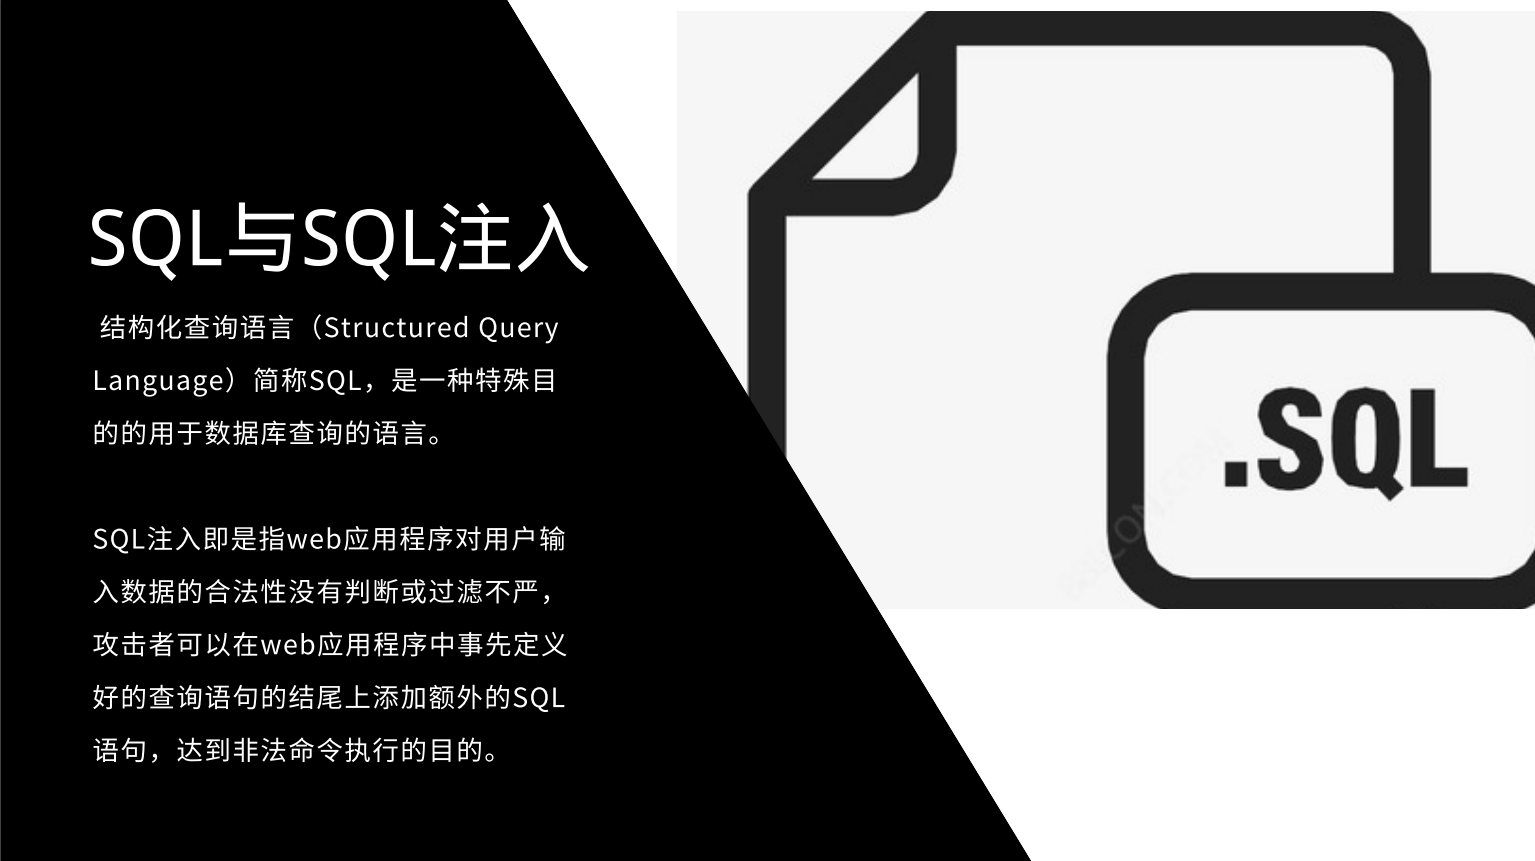 SQL与SQL注入
结构化查询语言（Structured Query
Language）简称SQL，是一种特殊目
的的用于数据库查询的语言。
SQL注入即是指web应用程序对用户输
入数据的合法性没有判断或过滤不严，
攻击者可以在web应用程序中事先定义
好的查询语句的结尾上添加额外的SQL
语句，达到非法命令执行的目的。
.SQL